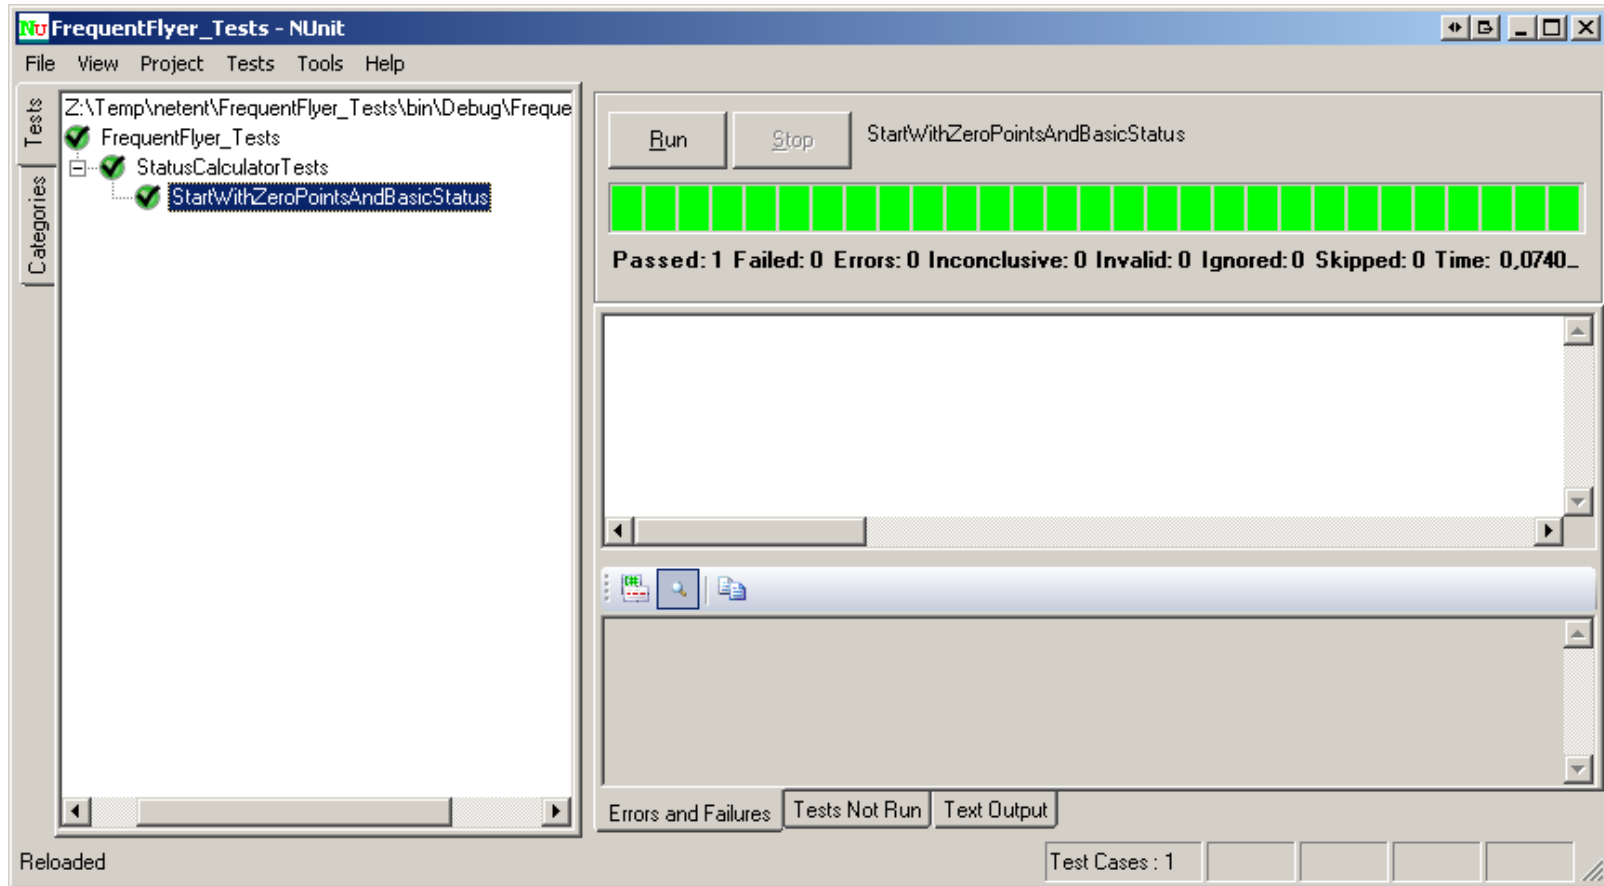 Nu FrequentFlyer_Tests - NUnit
File View Project Tests Tools Help
Tests
Categories
Z:\Temp\netent\FrequentFlyer_Tests\bin\Debug\Freque
FrequentFlyer_Tests
StatusCalculatorTests
StartWithZeroPointsAndBasicStatus
Run Stop StartWithZeroPointsAndBasicStatus
Passed: 1 Failed: 0 Errors: 0 Inconclusive: 0 Invalid: 0 Ignored: 0 Skipped: 0 Time: 0,0740...
Errors and Failures Tests Not Run Text Output
Reloaded Test Cases : 1